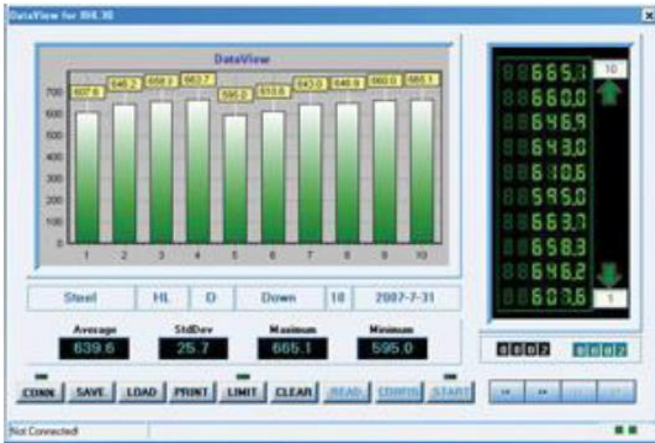 DataView for XHL30
DataView
607.6 646.2 658.3 663.7 595.0 610.6 643.0 646.9 660.0 665.1
700
600
500
400
300
200
100
0
1 2 3 4 5 6 7 8 9 10
Steel HL D Down 10 2007-7-31
Average StdDev Maximum Minimum
639.6 25.7 665.1 595.0
CONN. SAVE. LOAD PRINT LIMIT CLEAR READ CONFIG START
Not Connected!
665.1 10
660.0
646.9
643.0
610.6
595.0
663.7
658.3
646.2
607.6 1
0002 0002